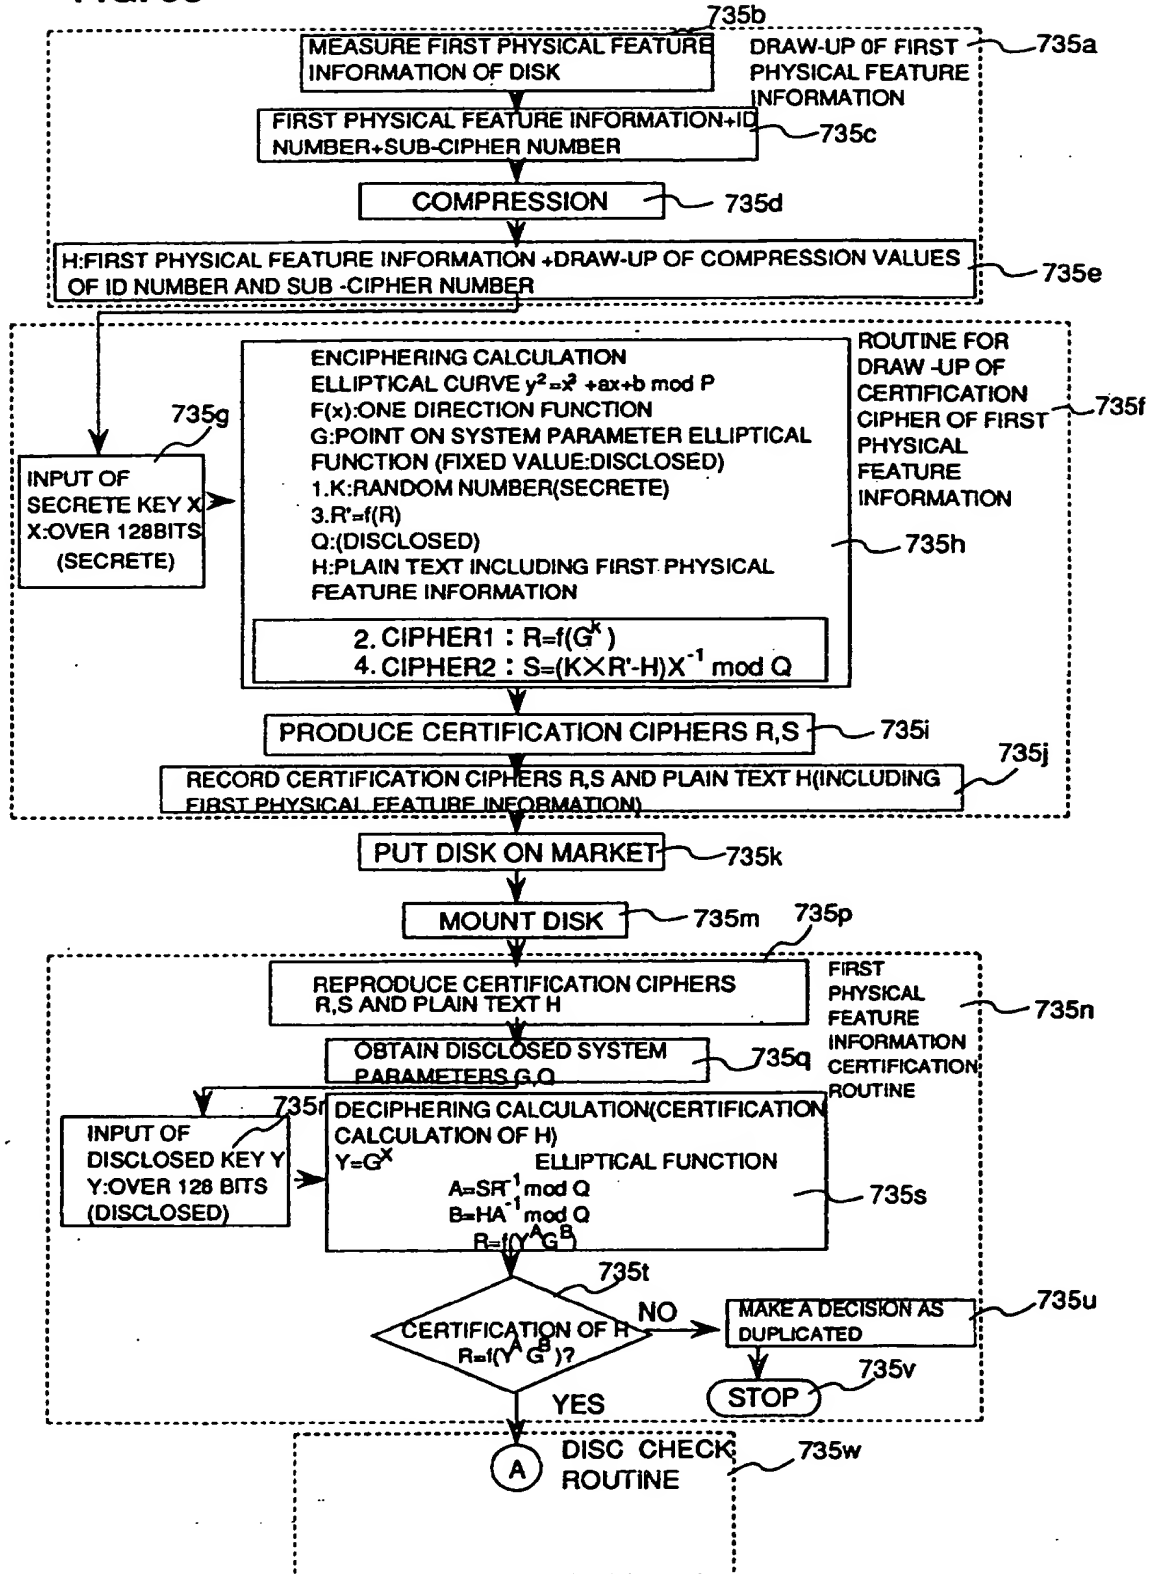 735b
MEASURE FIRST PHYSICAL FEATURE
INFORMATION OF DISK
DRAW-UP OF FIRST
PHYSICAL FEATURE
INFORMATION
735a
FIRST PHYSICAL FEATURE INFORMATION+ID
NUMBER+SUB-CIPHER NUMBER
735c
COMPRESSION
735d
H:FIRST PHYSICAL FEATURE INFORMATION +DRAW-UP OF COMPRESSION VALUES
OF ID NUMBER AND SUB -CIPHER NUMBER
735e
ROUTINE FOR
DRAW -UP OF
CERTIFICATION
CIPHER OF FIRST
PHYSICAL
FEATURE
INFORMATION
735f
735g
INPUT OF
SECRETE KEY X
X:OVER 128BITS
(SECRETE)
ENCIPHERING CALCULATION
ELLIPTICAL CURVE y²=x³ +ax+b mod P
F(x):ONE DIRECTION FUNCTION
G:POINT ON SYSTEM PARAMETER ELLIPTICAL
FUNCTION (FIXED VALUE:DISCLOSED)
1.K:RANDOM NUMBER(SECRETE)
3.R'=f(R)
Q:(DISCLOSED)
H:PLAIN TEXT INCLUDING FIRST PHYSICAL
FEATURE INFORMATION
735h
2. CIPHER1 : R=f(G^K)
4. CIPHER2 : S=(K×R'-H)X⁻¹ mod Q
PRODUCE CERTIFICATION CIPHERS R,S
735i
RECORD CERTIFICATION CIPHERS R,S AND PLAIN TEXT H(INCLUDING
FIRST PHYSICAL FEATURE INFORMATION)
735j
PUT DISK ON MARKET
735k
MOUNT DISK
735m
735p
REPRODUCE CERTIFICATION CIPHERS
R,S AND PLAIN TEXT H
FIRST
PHYSICAL
FEATURE
INFORMATION
CERTIFICATION
ROUTINE
735n
OBTAIN DISCLOSED SYSTEM
PARAMETERS G,Q
735q
735r
INPUT OF
DISCLOSED KEY Y
Y:OVER 128 BITS
(DISCLOSED)
DECIPHERING CALCULATION(CERTIFICATION
CALCULATION OF H)
Y=G^X
ELLIPTICAL FUNCTION
A=SR⁻¹ mod Q
B=HA⁻¹ mod Q
R=f(Y^A G^B)
735s
735t
CERTIFICATION OF H
R=f(Y^A G^B)?
NO
MAKE A DECISION AS
DUPLICATED
735u
STOP
735v
YES
A
DISC CHECK
ROUTINE
735w